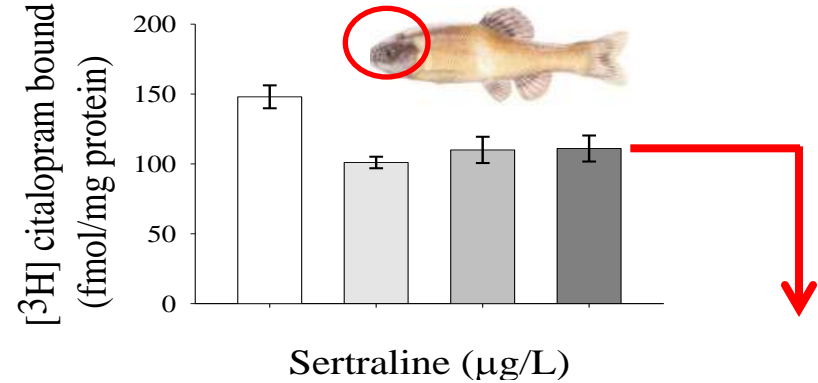 [3H] citalopram bound
(fmol/mg protein)
200
150
100
50
0
Sertraline (μg/L)